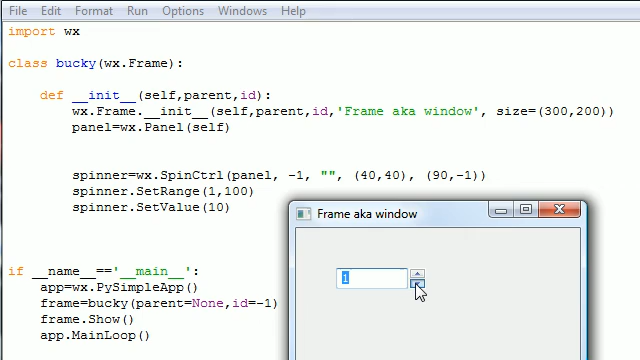 File Edit Format Run Options Windows Help
import wx
class bucky(wx.Frame):
def __init__(self,parent,id):
wx.Frame.__init__(self,parent,id,'Frame aka window', size=(300,200))
panel=wx.Panel(self)
spinner=wx.SpinCtrl(panel, -1, "", (40,40), (90,-1))
spinner.SetRange(1,100)
spinner.SetValue(10)
Frame aka window
1
if __name__=='__main__':
app=wx.PySimpleApp()
frame=bucky(parent=None,id=-1)
frame.Show()
app.MainLoop()